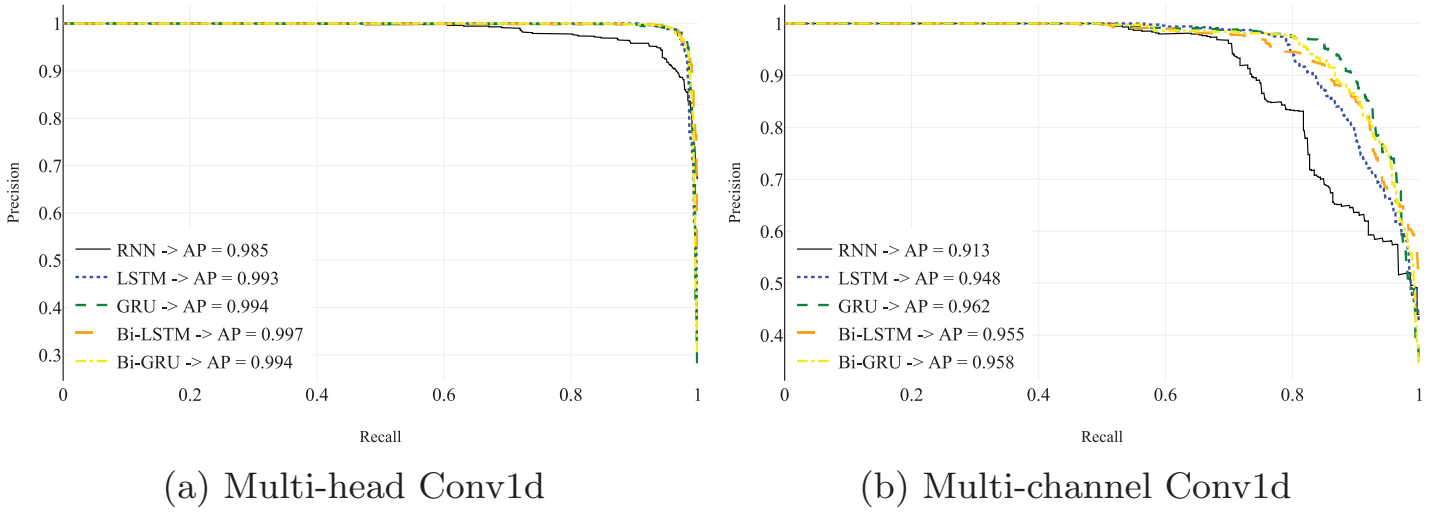 1
0.9
0.8
0.7
0.6
0.5
0.4
0.3
Precision
RNN -> AP = 0.985
LSTM -> AP = 0.993
GRU -> AP = 0.994
Bi-LSTM -> AP = 0.997
Bi-GRU -> AP = 0.994
0 0.2 0.4 0.6 0.8 1
Recall
(a) Multi-head Conv1d
1
0.9
0.8
0.7
0.6
0.5
0.4
Precision
RNN -> AP = 0.913
LSTM -> AP = 0.948
GRU -> AP = 0.962
Bi-LSTM -> AP = 0.955
Bi-GRU -> AP = 0.958
0 0.2 0.4 0.6 0.8 1
Recall
(b) Multi-channel Conv1d